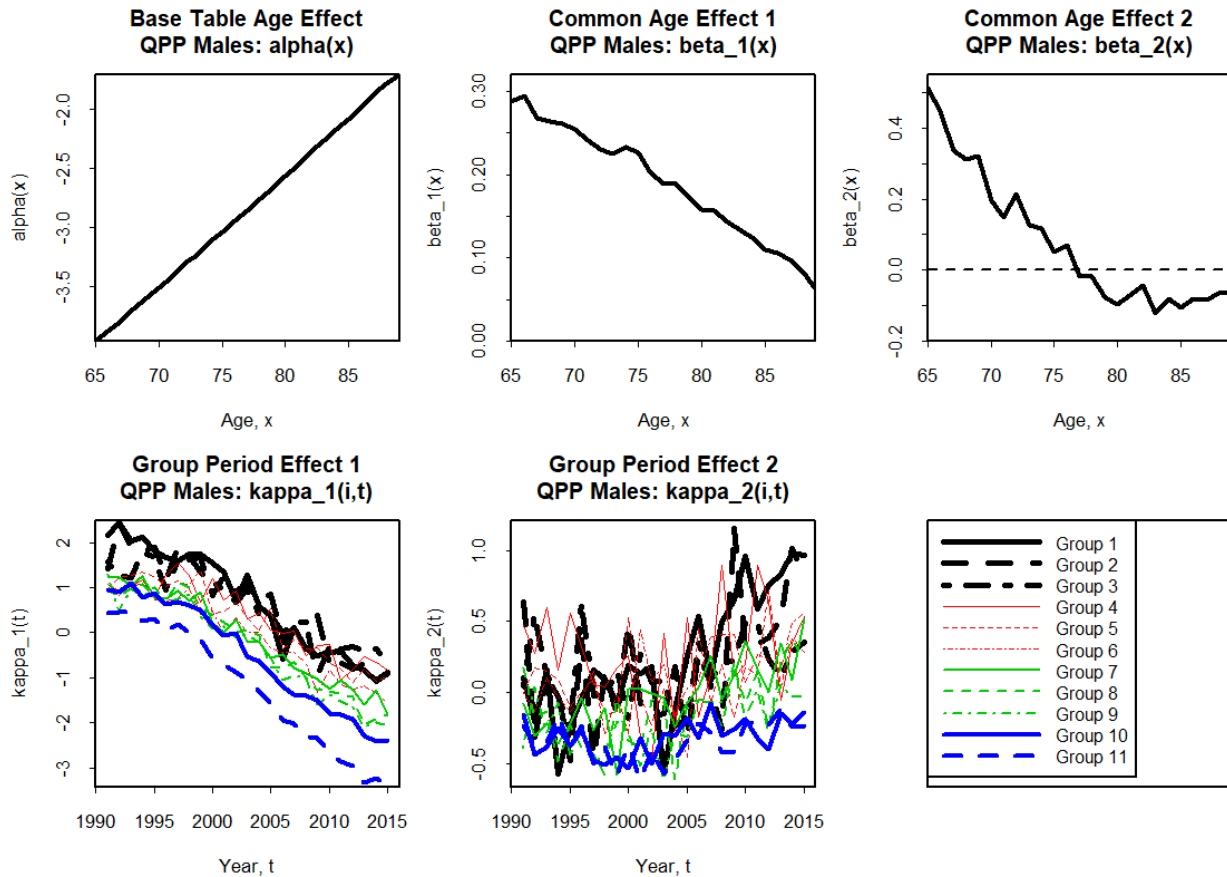 Base Table Age Effect
QPP Males: alpha(x)
alpha(x)
-2.0
-2.5
-3.0
-3.5
65 70 75 80 85
Age, x
Common Age Effect 1
QPP Males: beta_1(x)
beta_1(x)
0.30
0.20
0.10
0.00
65 70 75 80 85
Age, x
Common Age Effect 2
QPP Males: beta_2(x)
beta_2(x)
0.4
0.2
0.0
-0.2
65 70 75 80 85
Age, x
Group Period Effect 1
QPP Males: kappa_1(i,t)
kappa_1(t)
2
1
0
-1
-2
-3
1990 1995 2000 2005 2010 2015
Year, t
Group Period Effect 2
QPP Males: kappa_2(i,t)
kappa_2(t)
1.0
0.5
0.0
-0.5
1990 1995 2000 2005 2010 2015
Year, t
Group 1
Group 2
Group 3
Group 4
Group 5
Group 6
Group 7
Group 8
Group 9
Group 10
Group 11